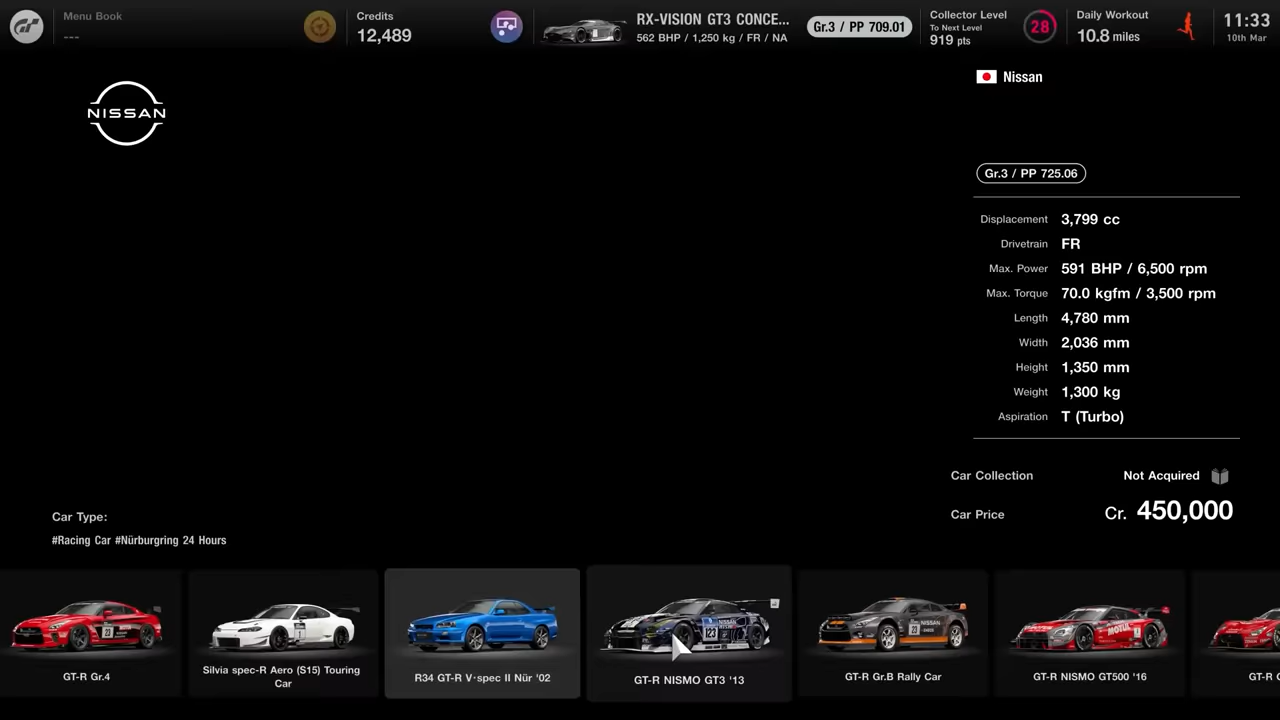 Menu Book
---
Credits
12,489
RX-VISION GT3 CONCE...
562 BHP / 1,250 kg / FR / NA
Gr.3 / PP 709.01
Collector Level
To Next Level
919 pts
28
Daily Workout
10.8 miles
11:33
10th Mar
NISSAN
Nissan
Gr.3 / PP 725.06
Displacement 3,799 cc
Drivetrain FR
Max. Power 591 BHP / 6,500 rpm
Max. Torque 70.0 kgfm / 3,500 rpm
Length 4,780 mm
Width 2,036 mm
Height 1,350 mm
Weight 1,300 kg
Aspiration T (Turbo)
Car Collection Not Acquired
Car Price Cr. 450,000
Car Type:
#Racing Car #Nürburgring 24 Hours
23
GT-R Gr.4
Silvia spec-R Aero (S15) Touring
Car
R34 GT-R V·spec II Nür '02
123
GT-R NISMO GT3 '13
23
GT-R Gr.B Rally Car
MOTUL
GT-R NISMO GT500 '16
GT-R G